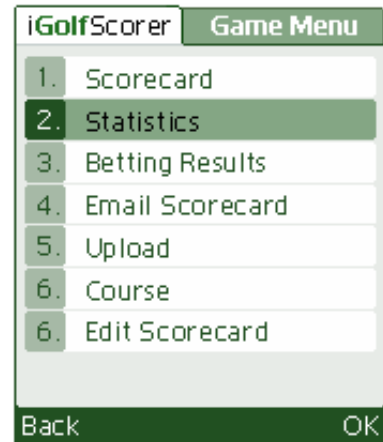 iGolfScorer Game Menu
1. Scorecard
2. Statistics
3. Betting Results
4. Email Scorecard
5. Upload
6. Course
6. Edit Scorecard
Back OK